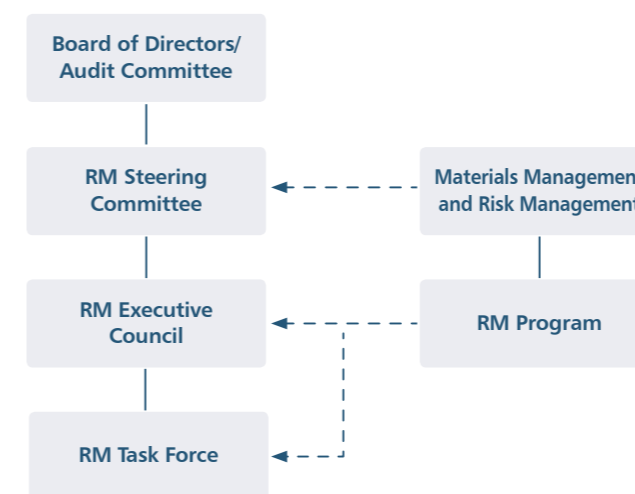 Board of Directors/
Audit Committee
RM Steering
Committee
Materials Managemen
and Risk Management
RM Executive
Council
RM Program
RM Task Force